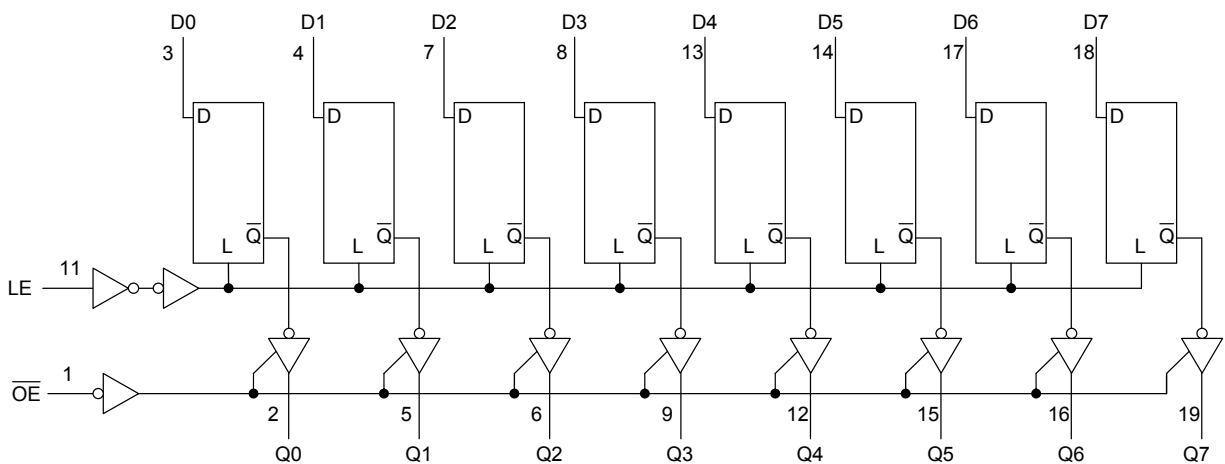 D0 D1 D2 D3 D4 D5 D6 D7
3 4 7 8 13 14 17 18
D D D D D D D D
Q̅ Q̅ Q̅ Q̅ Q̅ Q̅ Q̅ Q̅
L L L L L L L L
11
LE
1
O̅E̅
2 5 6 9 12 15 16 19
Q0 Q1 Q2 Q3 Q4 Q5 Q6 Q7